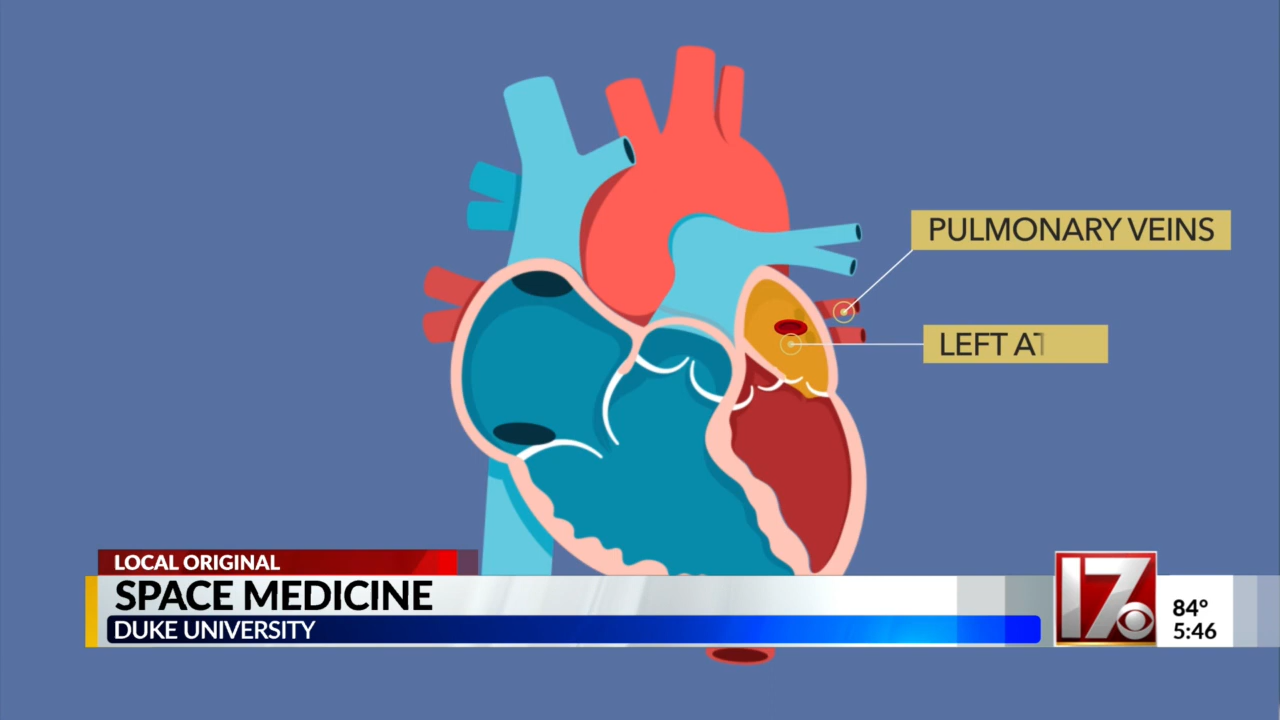 PULMONARY VEINS
LEFT AT
LOCAL ORIGINAL
SPACE MEDICINE
DUKE UNIVERSITY
17
84°
5:46